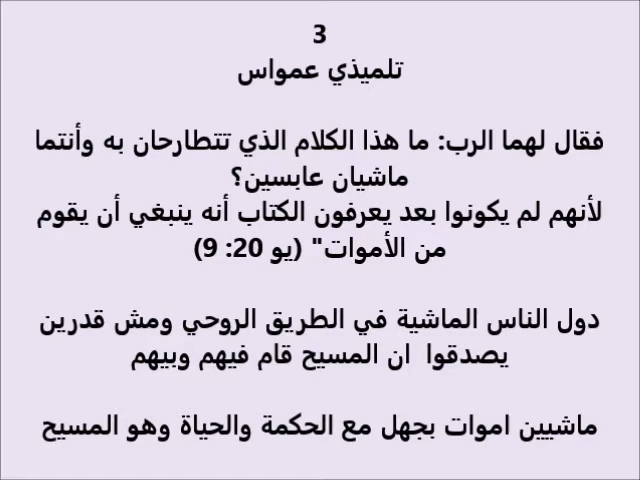 3
تلميذي عمواس
فقال لهما الرب: ما هذا الكلام الذي تتطارحان به وأنتما
ماشيان عابسين؟
لأنهم لم يكونوا بعد يعرفون الكتاب أنه ينبغي أن يقوم
من الأموات" (يو 20: 9)
دول الناس الماشية في الطريق الروحي ومش قدرين
يصدقوا ان المسيح قام فيهم وبيهم
ماشيين اموات بجهل مع الحكمة والحياة وهو المسيح